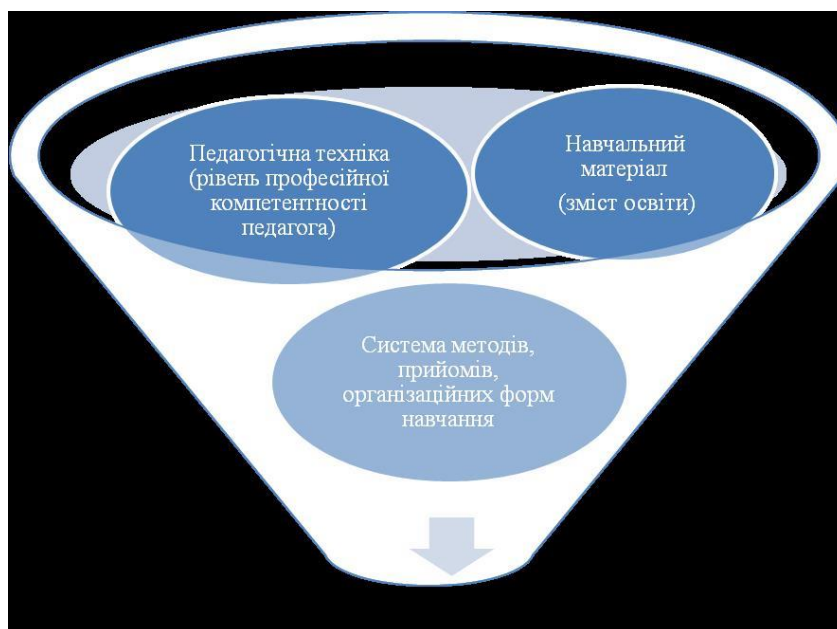 Педагогічна техніка
(рівень професійної
компетентності
педагога)
Навчальний
матеріал
(зміст освіти)
Система методів,
прийомів,
організаційних форм
навчання